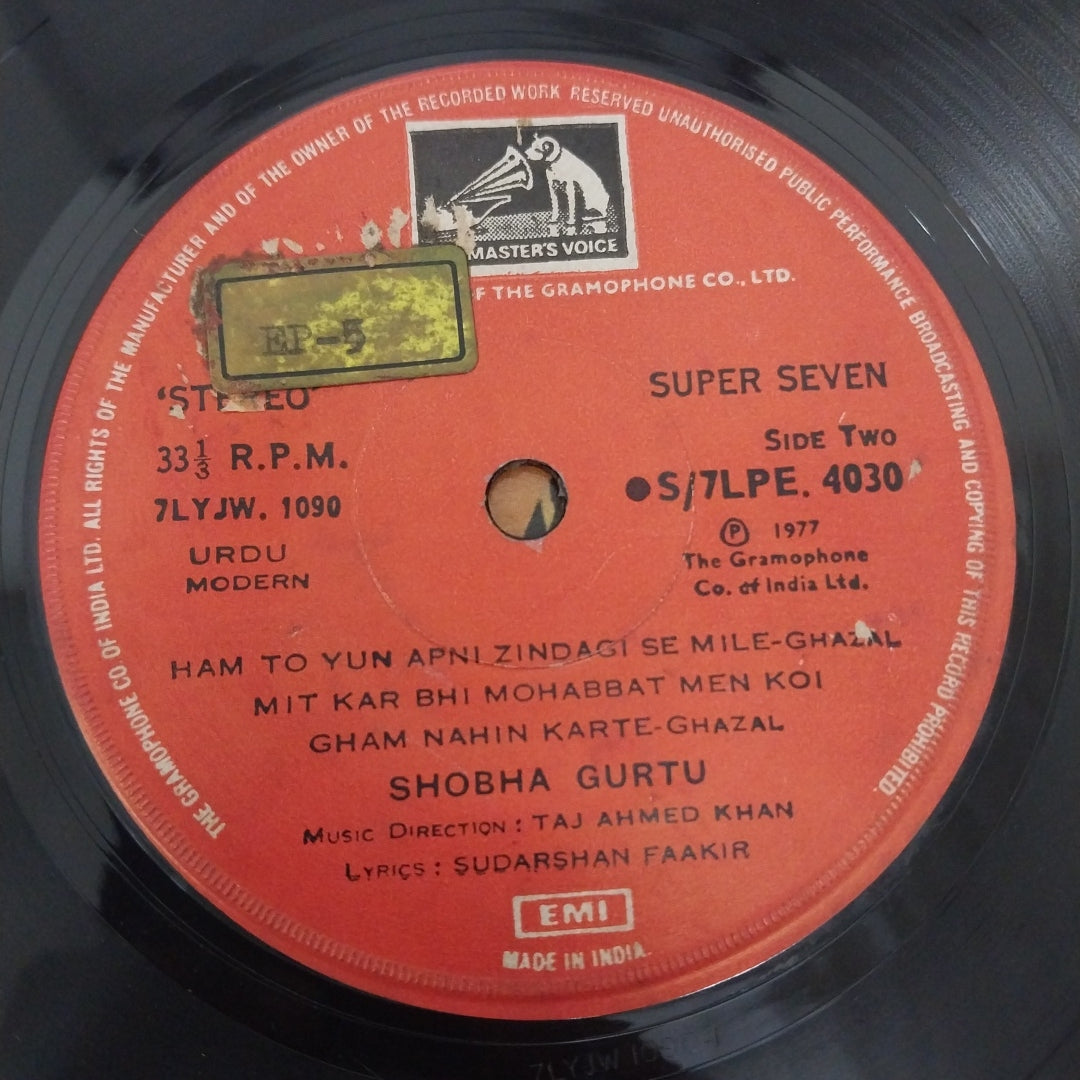 THE GRAMOPHONE CO OF INDIA LTD. ALL RIGHTS OF THE MANUFACTURER AND OF THE OWNER OF THE RECORDED WORK RESERVED UNAUTHORISED PUBLIC PERFORMANCE BROADCASTING AND COPYING OF THIS RECORD PROHIBITED.
MASTER'S VOICE
THE GRAMOPHONE CO., LTD.
EP-5
'STEREO'
SUPER SEVEN
33 1/3 R.P.M.
SIDE TWO
7LYJW. 1090
●S/7LPE. 4030
URDU
MODERN
Ⓟ 1977
The Gramophone
Co. of India Ltd.
HAM TO YUN APNI ZINDAGI SE MILE-GHAZAL
MIT KAR BHI MOHABBAT MEN KOI
GHAM NAHIN KARTE-GHAZAL
SHOBHA GURTU
MUSIC DIRECTION : TAJ AHMED KHAN
LYRICS : SUDARSHAN FAAKIR
EMI
MADE IN INDIA.